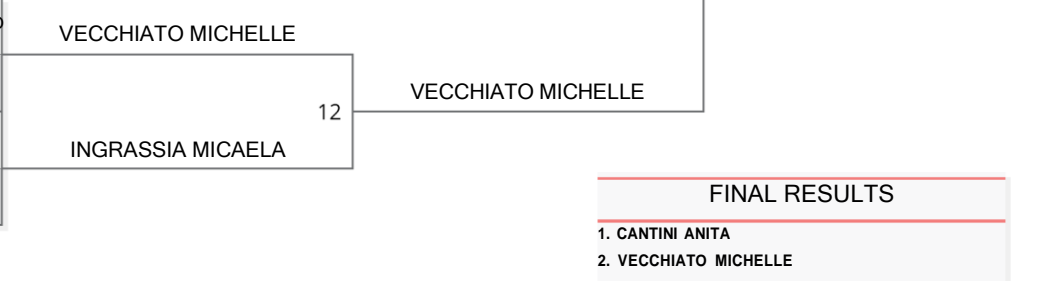 VECCHIATO MICHELLE
VECCHIATO MICHELLE
12
INGRASSIA MICAELA
FINAL RESULTS
1. CANTINI ANITA
2. VECCHIATO MICHELLE